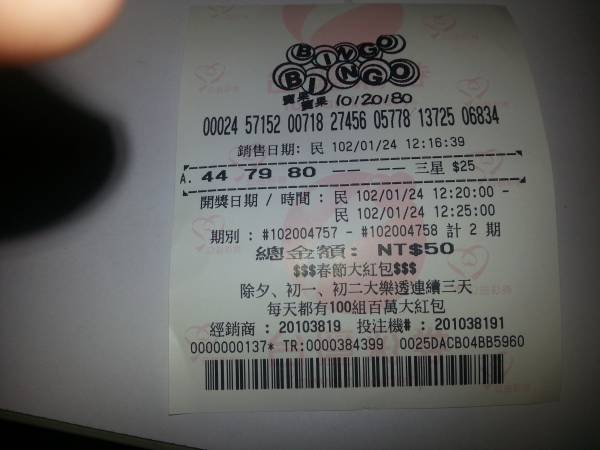 BINGO
BINGO
賓果 賓果 10/20/80
00024 57152 00718 27456 05778 13725 06834
銷售日期: 民 102/01/24 12:16:39
A. 44 79 80 -- -- -- 三星 $25
開獎日期 / 時間 : 民 102/01/24 12:20:00 -
民 102/01/24 12:25:00
期別 : #102004757 - #102004758 計 2 期
總金額: NT$50
$$$春節大紅包$$$
除夕、初一、初二大樂透連續三天
每天都有100組百萬大紅包
經銷商 : 20103819 投注機# : 201038191
0000000137* TR:0000384399 0025DACB04BB5960